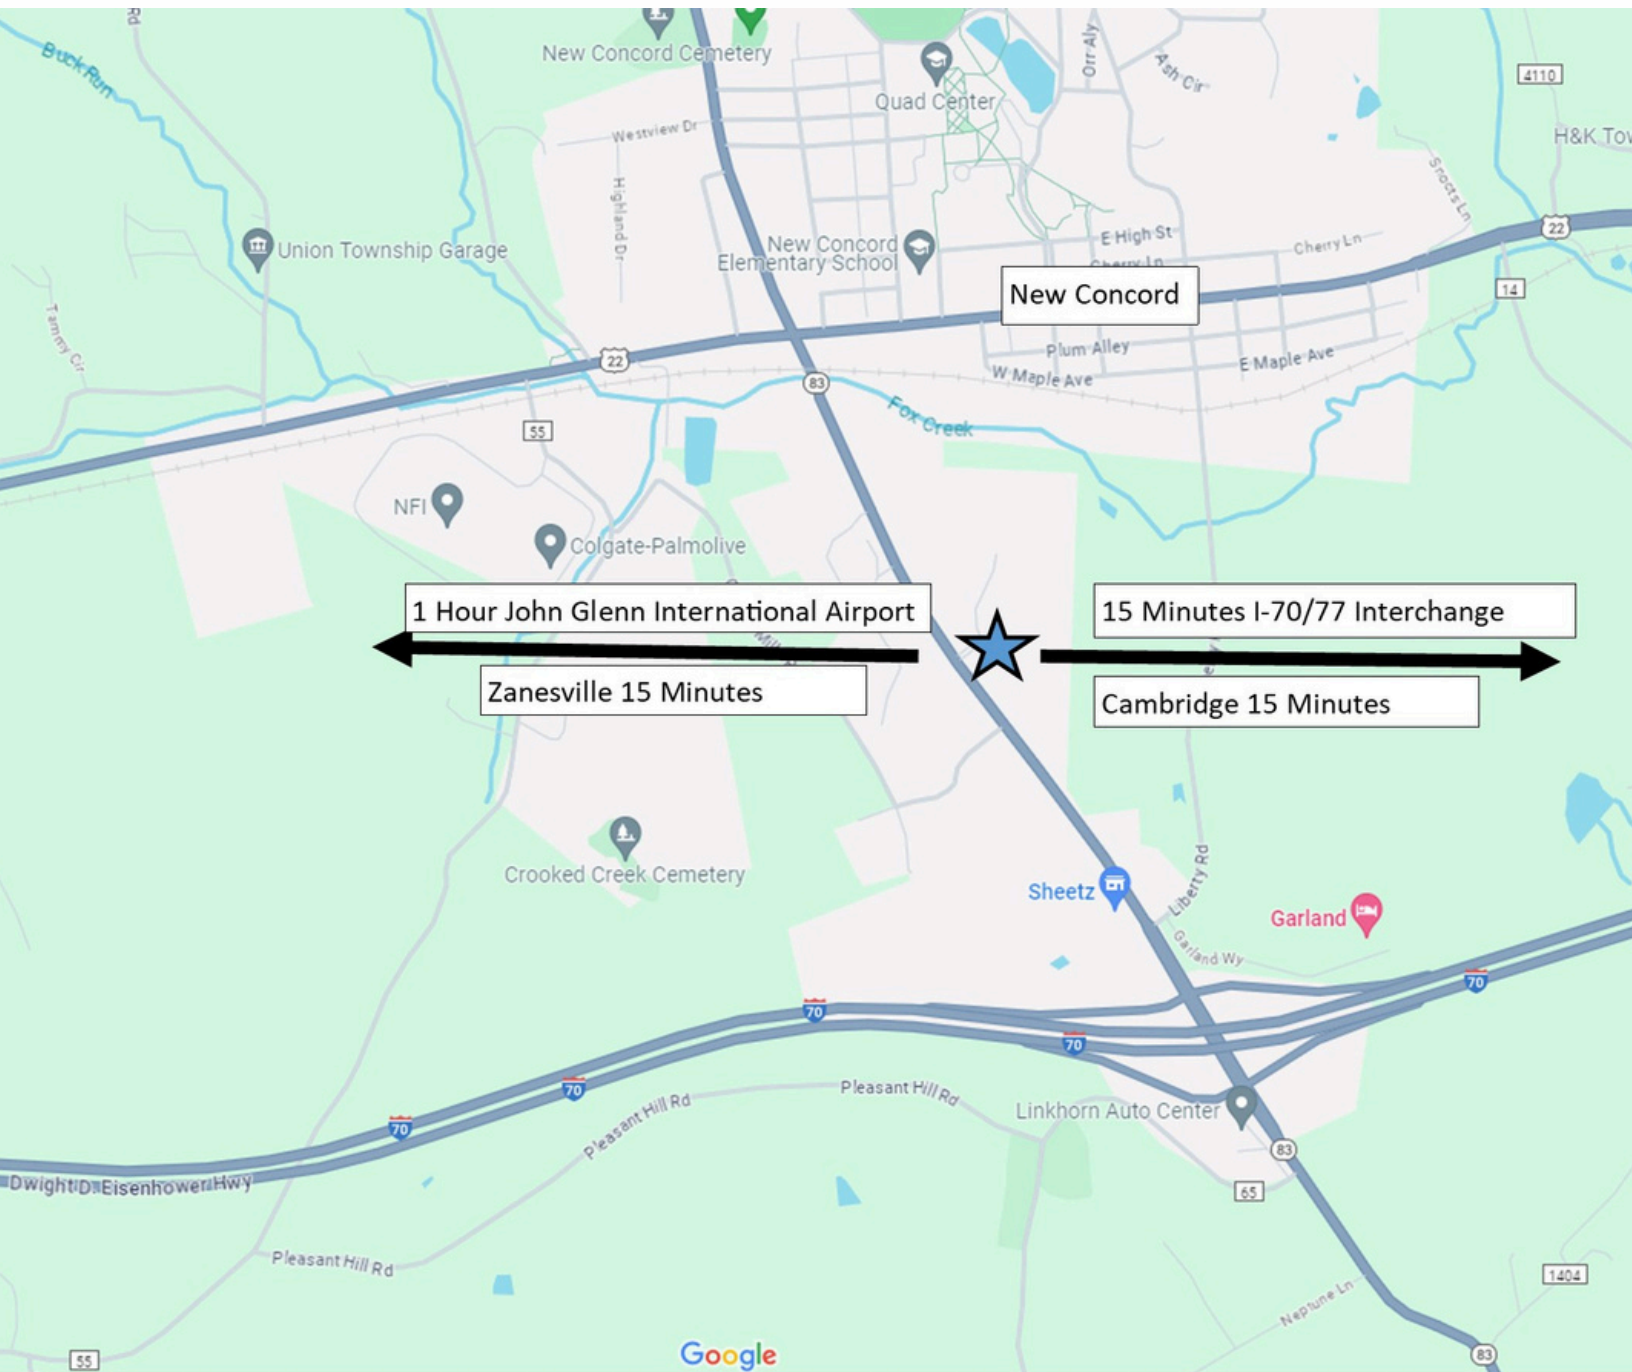 Rd
Buck Run
New Concord Cemetery
Quad Center
Orr Aly
Ash Cir
4110
H&K Tow
Westview Dr
Highland Dr
Snoots Ln
Union Township Garage
New Concord
Elementary School
E High St
Cherry Ln
Cherry Ln
22
14
New Concord
Tammy Cir
22
Plum Alley
E Maple Ave
W Maple Ave
83
Fox Creek
55
NFI
Colgate-Palmolive
1 Hour John Glenn International Airport
15 Minutes I-70/77 Interchange
Zanesville 15 Minutes
Cambridge 15 Minutes
Crooked Creek Cemetery
Sheetz
Liberty Rd
Garland
Garland Wy
70
70
70
70
70
Pleasant Hill Rd
Pleasant Hill Rd
Linkhorn Auto Center
83
Dwight D. Eisenhower Hwy
65
Pleasant Hill Rd
1404
Neptune Ln
Google
55
83